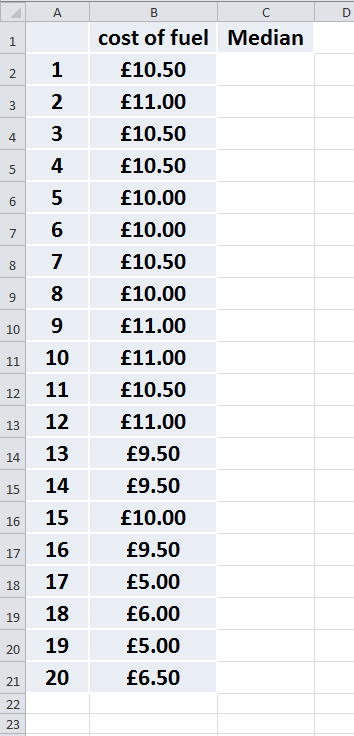 A B C D
1 cost of fuel Median
2 1 £10.50
3 2 £11.00
4 3 £10.50
5 4 £10.50
6 5 £10.00
7 6 £10.00
8 7 £10.50
9 8 £10.00
10 9 £11.00
11 10 £11.00
12 11 £10.50
13 12 £11.00
14 13 £9.50
15 14 £9.50
16 15 £10.00
17 16 £9.50
18 17 £5.00
19 18 £6.00
20 19 £5.00
21 20 £6.50
22
23